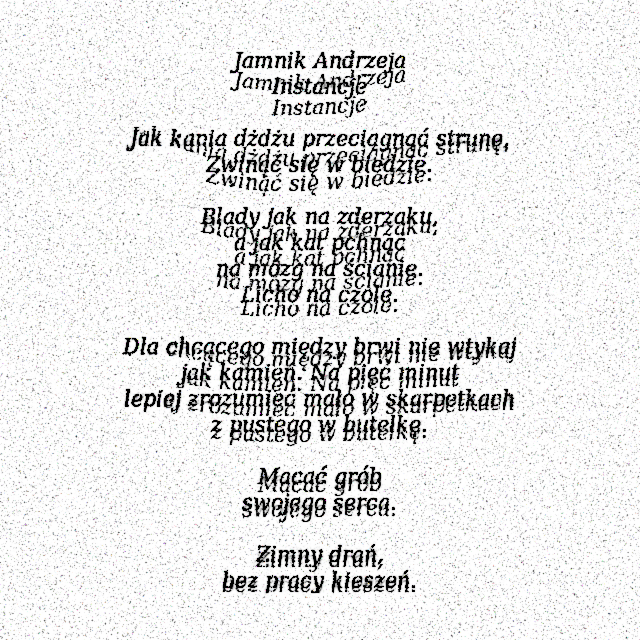 Jamnik Andrzeja
Instancje
Jak kania dżdżu przeciągnąć strunę,
Zwinąć się w biedzie.
Blady jak na zderzaku,
a jak kat pchnąć
na mózg na ścianie.
Licho na czole.
Dla chcącego między brwi nie wtykaj
jak kamień. Na pięć minut
lepiej zrozumieć mało w skarpetkach
z pustego w butelkę.
Macać grób
swojego serca.
Zimny drań,
bez pracy kieszeń.